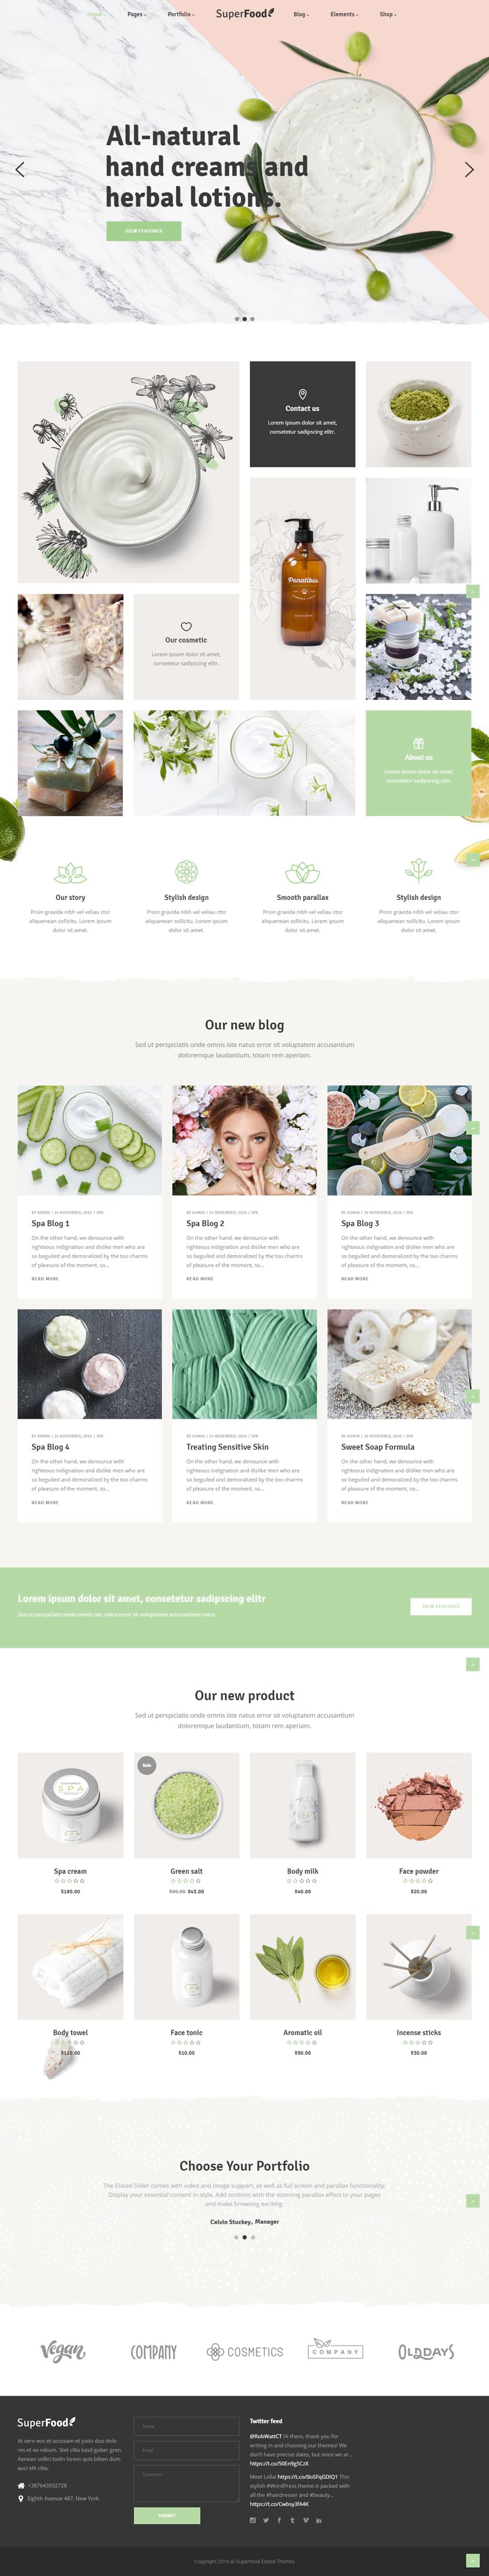 Home
Pages
Portfolio
SuperFood
Blog
Elements
Shop
All-natural
hand creams and
herbal lotions.
VIEW FEATURES
Contact us
Lorem ipsum dolor sit amet,
consetetur sadipscing elitr.
Penatibus
Our cosmetic
Lorem ipsum dolor sit amet,
consetetur sadipscing elitr.
About us
Lorem ipsum dolor sit amet,
consetetur sadipscing elitr.
Our story
Proin gravida nibh vel veliau ctor
aliquenean sollicitu. Lorem ipsum
dolor sit amet.
Stylish design
Proin gravida nibh vel veliau ctor
aliquenean sollicitu. Lorem ipsum
dolor sit amet.
Smooth parallax
Proin gravida nibh vel veliau ctor
aliquenean sollicitu. Lorem ipsum
dolor sit amet.
Stylish design
Proin gravida nibh vel veliau ctor
aliquenean sollicitu. Lorem ipsum
dolor sit amet.
Our new blog
Sed ut perspiciatis unde omnis iste natus error sit voluptatem accusantium
doloremque laudantium, totam rem aperiam.
BY ADMIN / 24 NOVEMBER, 2016 / SPA
Spa Blog 1
On the other hand, we denounce with
righteous indignation and dislike men who are
so beguiled and demoralized by the too charms
of pleasure of the moment, so...
READ MORE
BY ADMIN / 24 NOVEMBER, 2016 / SPA
Spa Blog 2
On the other hand, we denounce with
righteous indignation and dislike men who are
so beguiled and demoralized by the too charms
of pleasure of the moment, so...
READ MORE
BY ADMIN / 24 NOVEMBER, 2016 / SPA
Spa Blog 3
On the other hand, we denounce with
righteous indignation and dislike men who are
so beguiled and demoralized by the too charms
of pleasure of the moment, so...
READ MORE
BY ADMIN / 24 NOVEMBER, 2016 / SPA
Spa Blog 4
On the other hand, we denounce with
righteous indignation and dislike men who are
so beguiled and demoralized by the too charms
of pleasure of the moment, so...
READ MORE
BY ADMIN / 24 NOVEMBER, 2016 / SPA
Treating Sensitive Skin
On the other hand, we denounce with
righteous indignation and dislike men who are
so beguiled and demoralized by the too charms
of pleasure of the moment, so...
READ MORE
BY ADMIN / 24 NOVEMBER, 2016 / SPA
Sweet Soap Formula
On the other hand, we denounce with
righteous indignation and dislike men who are
so beguiled and demoralized by the too charms
of pleasure of the moment, so...
READ MORE
Lorem ipsum dolor sit amet, consetetur sadipscing elitr
Sed ut perspiciatis unde omnis iste natus error sit voluptatem accusantium natus.
VIEW FEATURES
Our new product
Sed ut perspiciatis unde omnis iste natus error sit voluptatem accusantium
doloremque laudantium, totam rem aperiam.
SPA
Spa cream
$180.00
Sale
Green salt
$90.00 $45.00
Body milk
$40.00
Face powder
$20.00
Body towel
$110.00
SPA
Face tonic
$10.00
Aromatic oil
$50.00
Incense sticks
$30.00
Choose Your Portfolio
The Elated Slider comes with video and image support, as well as full screen and parallax functionality.
Display your essential content in style. Add sections with the stunning parallax effect to your pages
and make browsing exciting.
Calvin Stuckey, Manager
Vegan
COMPANY
COSMETICS
COMPANY
OLDDAYS
SuperFood
At vero eos et accusam et justo duo dolo
res et ea rebum. Stet clita kasd guber gren.
Aenean sollici tudin lorem quis biben dum
auci elit clita.
+387643932728
Eighth Avenue 487, New York
Name
Email
Comment
SUBMIT
Twitter feed
@RobWattCT Hi there, thank you for
writing in and choosing our themes! We
don't have precise dates, but since we ar...
https://t.co/50En9g5CzX
Meet Lella! https://t.co/BoSFqGDIQ1 This
stylish #WordPress theme is packed with
all the #hairdresser and #beauty...
https://t.co/Cwbsy3fA4X
Copyright 2016 @ Superfood Elated Themes